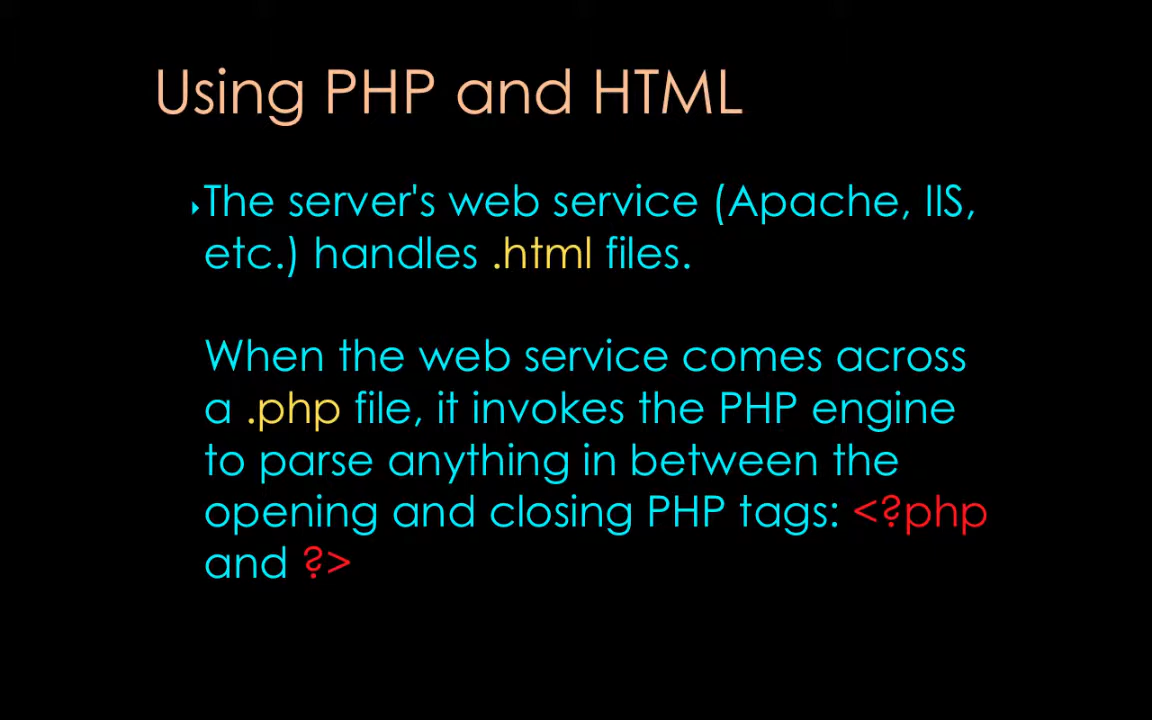 Using PHP and HTML
The server's web service (Apache, IIS,
etc.) handles .html files.
When the web service comes across
a .php file, it invokes the PHP engine
to parse anything in between the
opening and closing PHP tags: <?php
and ?>